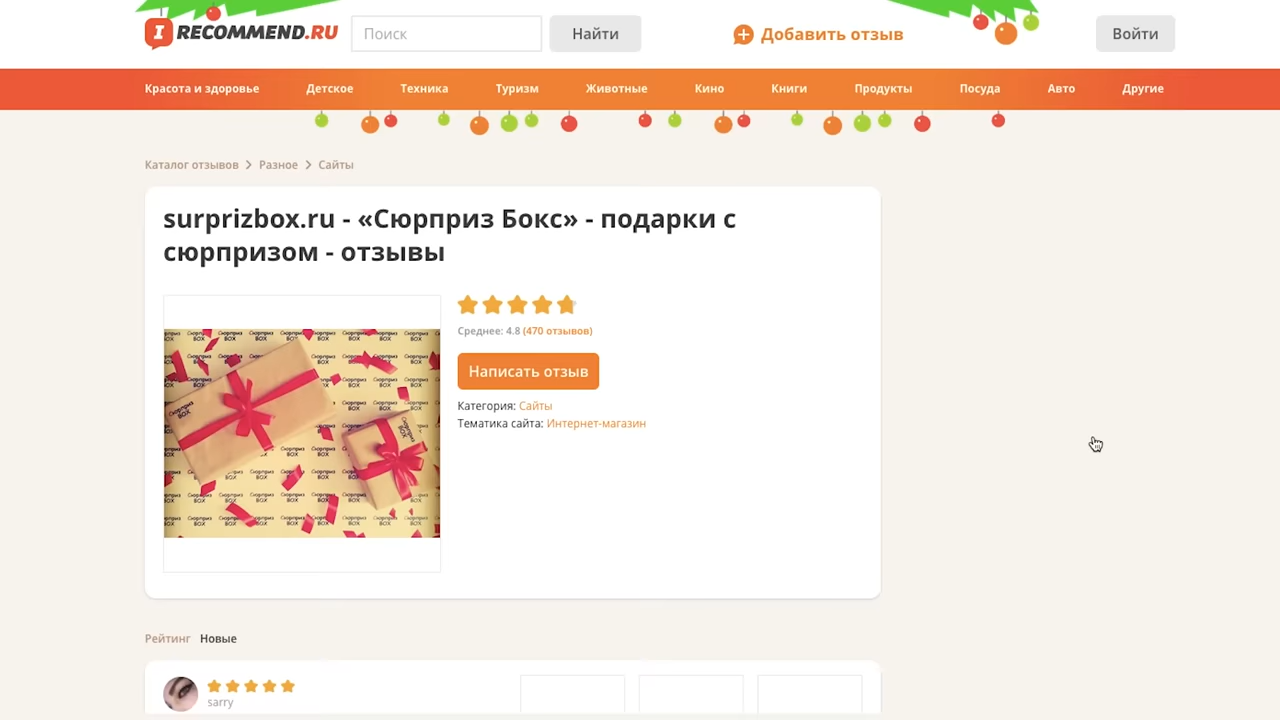 IRECOMMEND.RU
Поиск
Найти
Добавить отзыв
Войти
Красота и здоровье
Детское
Техника
Туризм
Животные
Кино
Книги
Продукты
Посуда
Авто
Другие
Каталог отзывов > Разное > Сайты
surprizbox.ru - «Сюрприз Бокс» - подарки с
сюрпризом - отзывы
Сюрприз BOX
Среднее: 4.8 (470 отзывов)
Написать отзыв
Категория: Сайты
Тематика сайта: Интернет-магазин
Рейтинг Новые
sarry